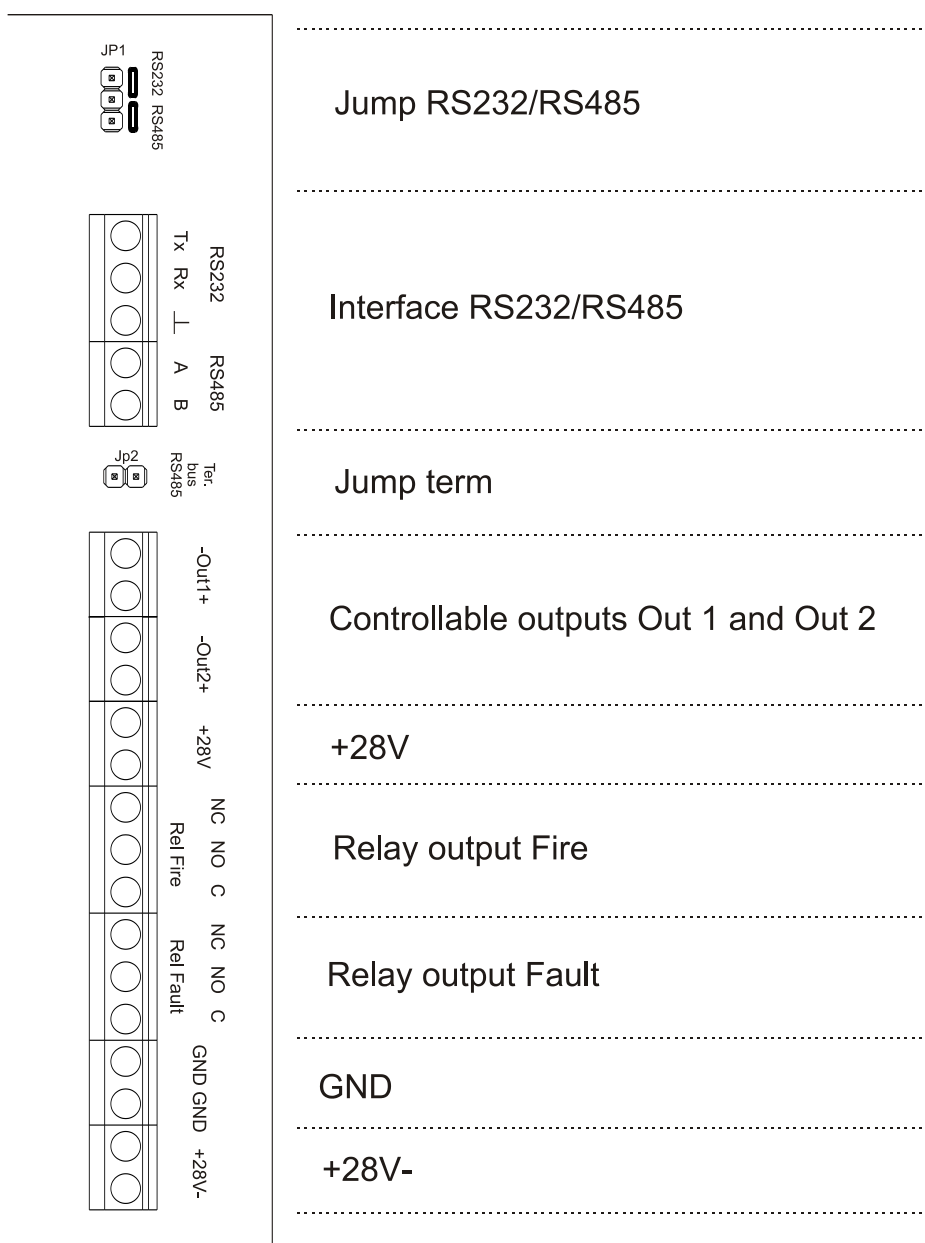 JP1
RS232 RS485
Jump RS232/RS485
Tx Rx ⊥
RS232
A B
RS485
Interface RS232/RS485
Jp2
Ter.
bus
RS485
Jump term
-Out1+
-Out2+
Controllable outputs Out 1 and Out 2
+28V
+28V
NC NO C
Rel Fire
Relay output Fire
NC NO C
Rel Fault
Relay output Fault
GND GND
GND
+28V-
+28V-